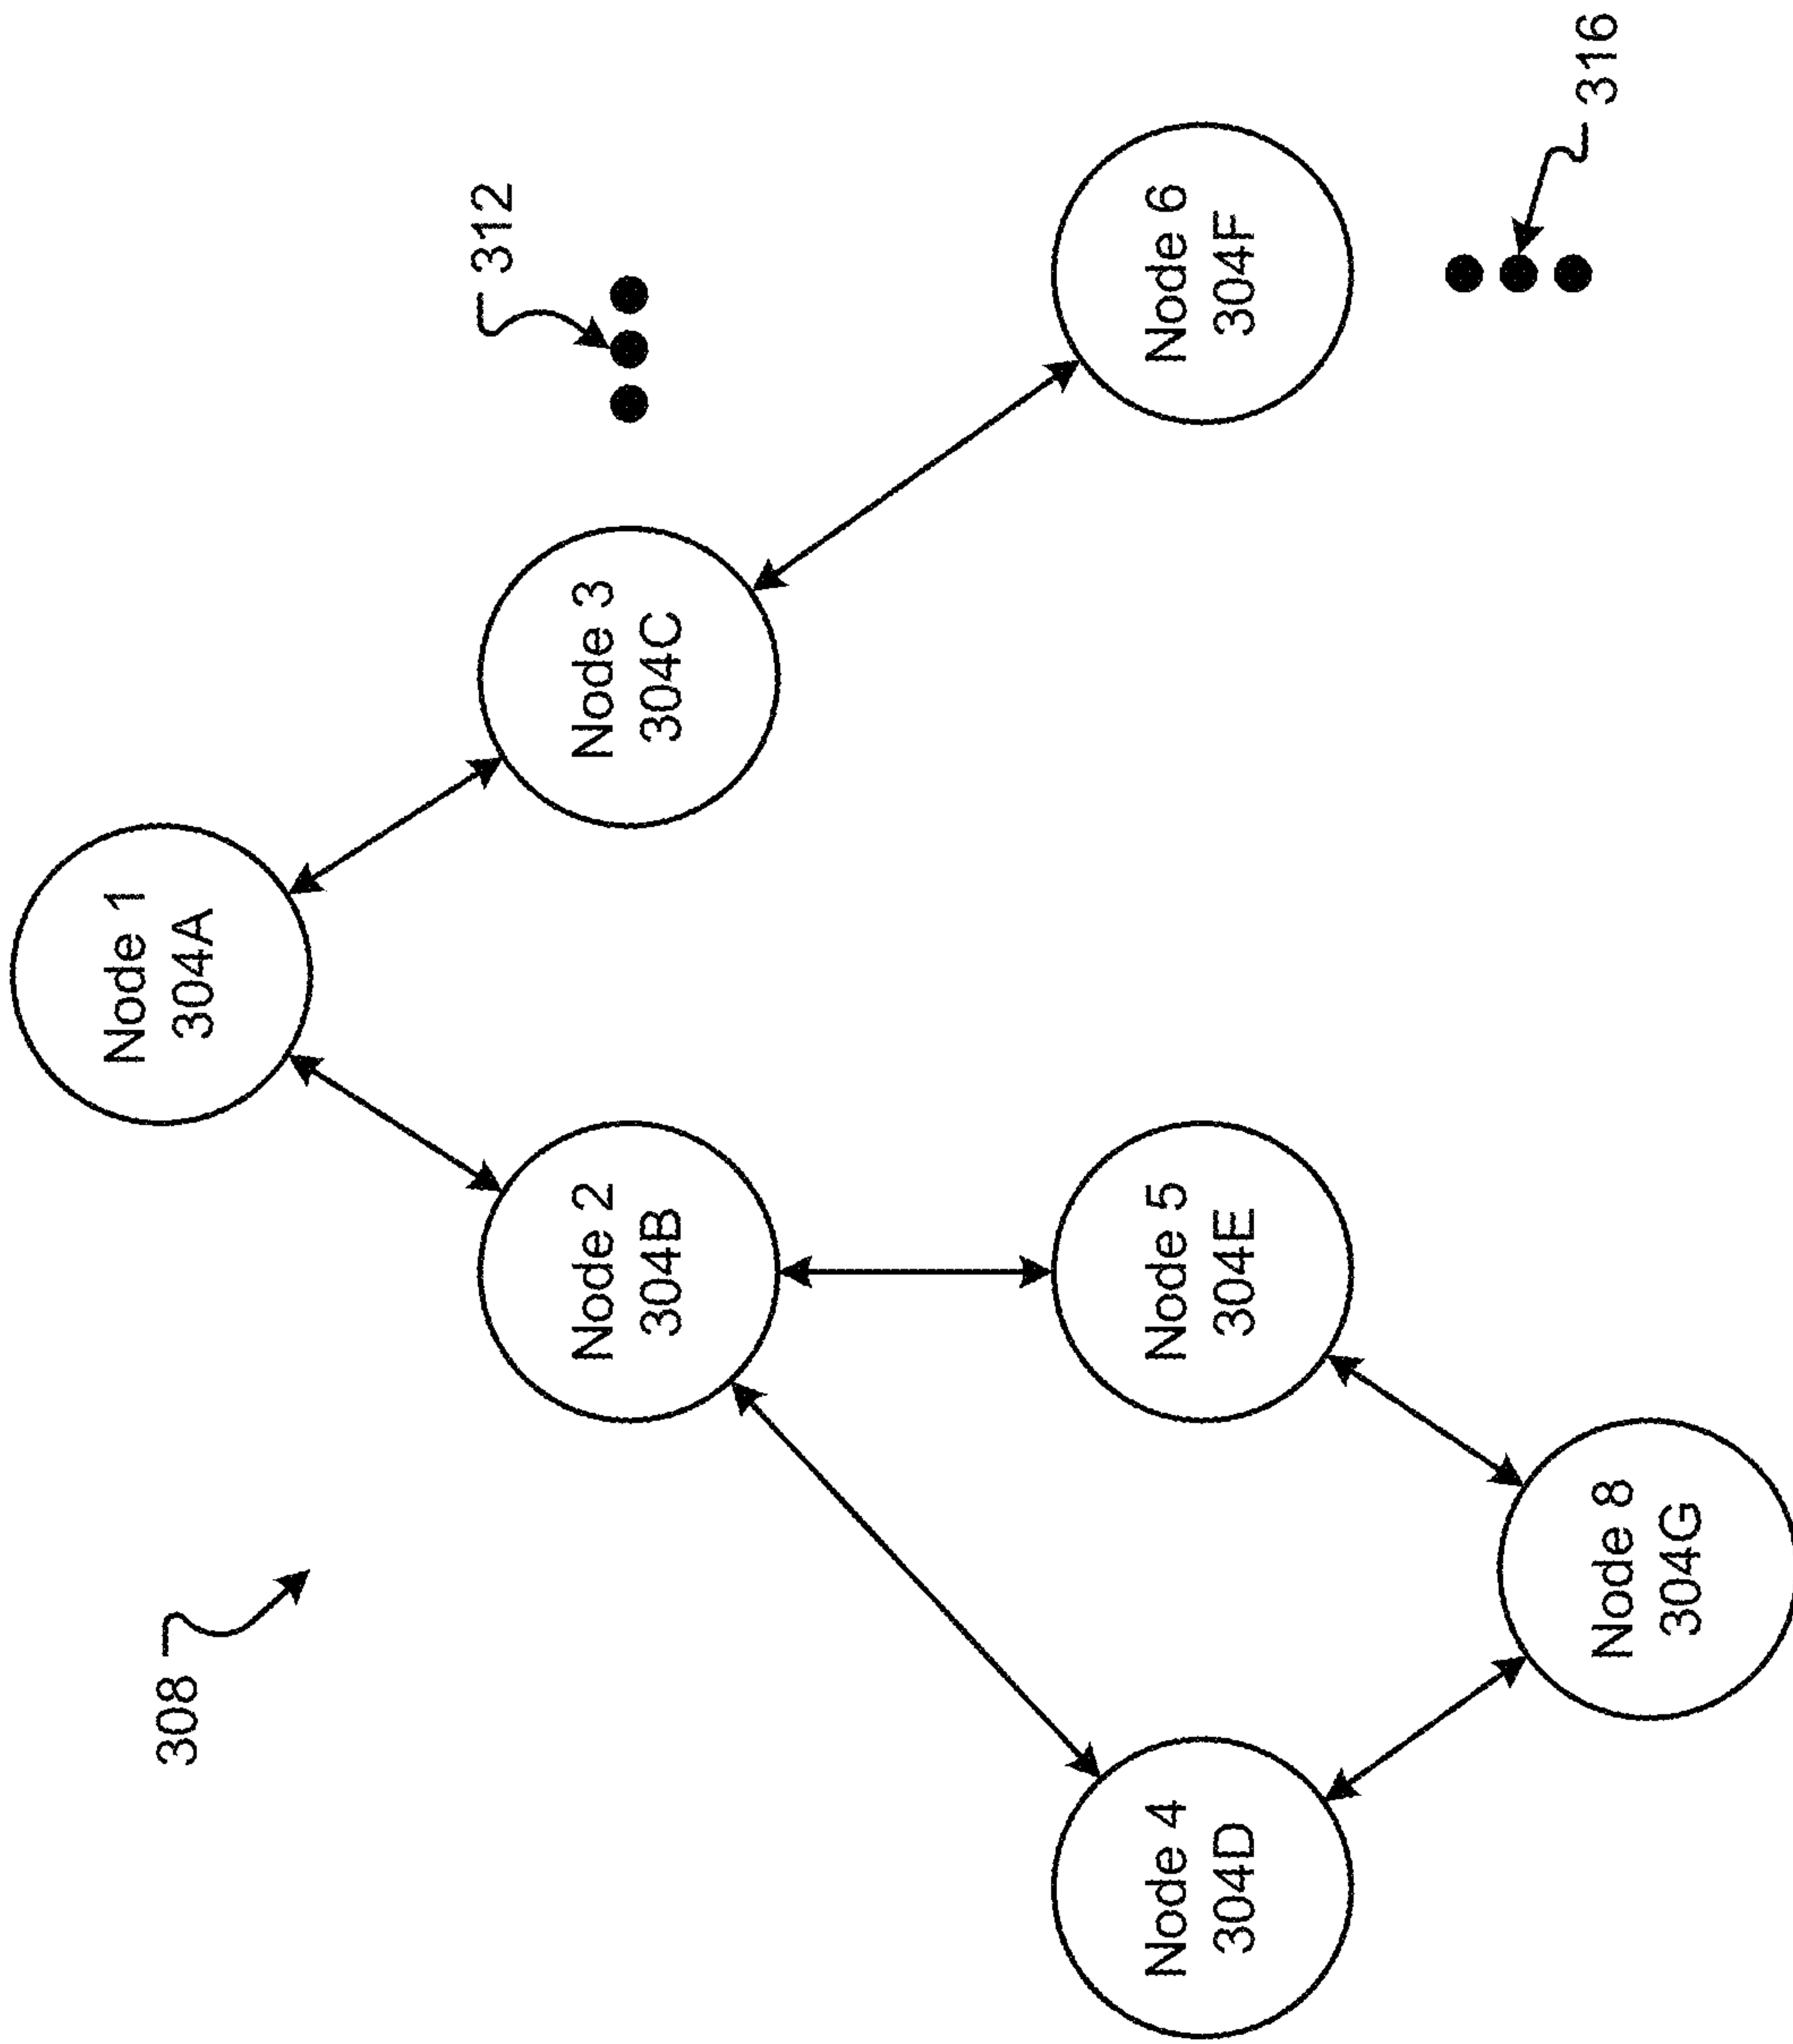 308
Node 1
304A
Node 2
304B
Node 3
304C
312
Node 4
304D
Node 5
304E
Node 6
304F
Node 8
304G
316